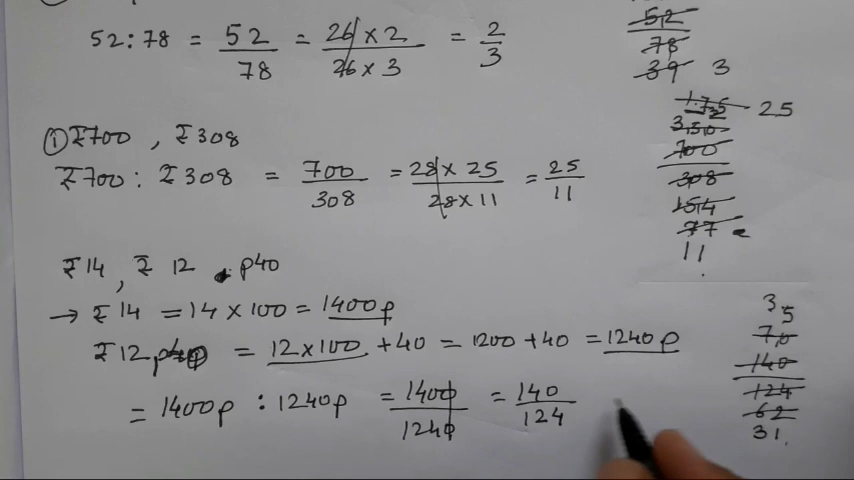 52:78 = 52/78 = 26 × 2/26 × 3 = 2/3
① ₹700 , ₹308
₹700 : ₹308 = 700/308 = 28 × 25/28 × 11 = 25/11
₹14 , ₹12 . p40
→ ₹14 = 14 × 100 = 1400p
₹12 = 12 × 100 + 40 = 1200 + 40 = 1240p
= 1400p : 1240p = 1400/1240 = 140/124
52
78
39 3
175 25
350
700
308
154
77
11
35
70
140
124
62
31.